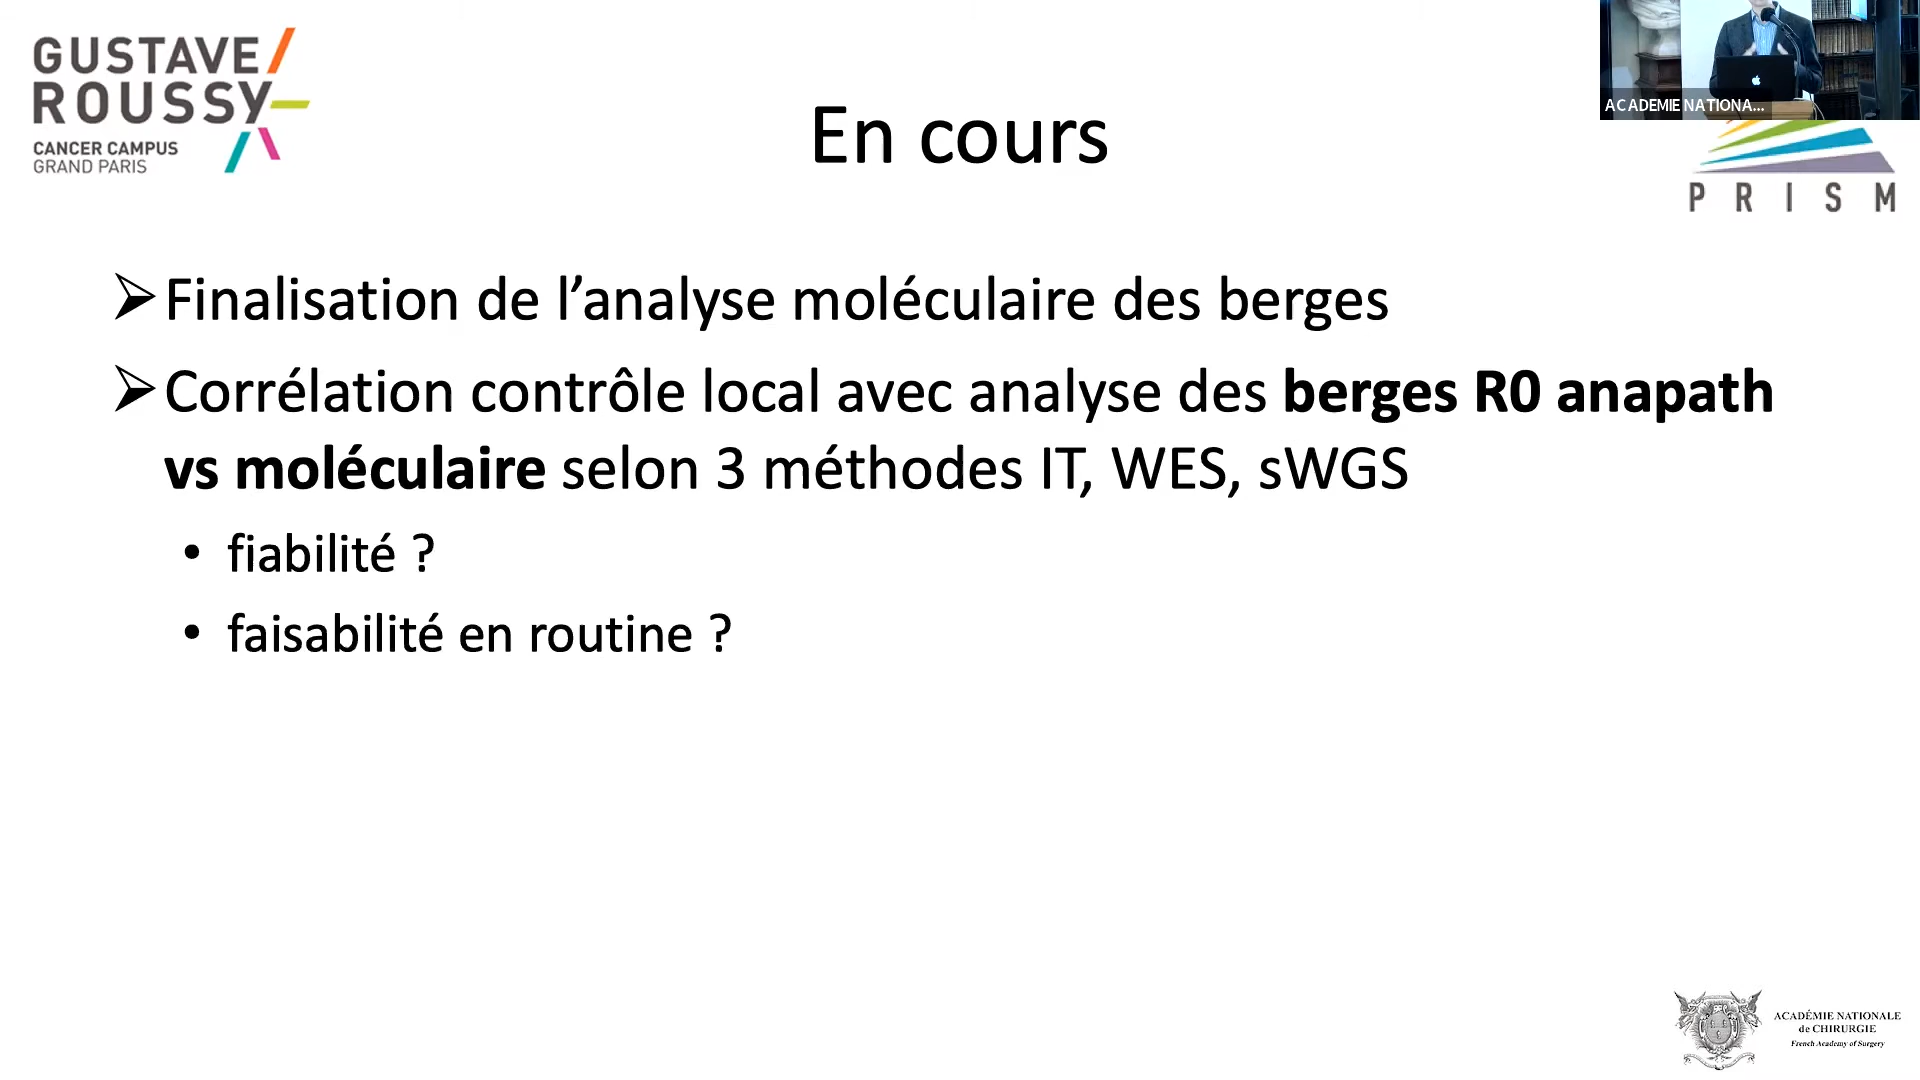 GUSTAVE
ROUSSY
CANCER CAMPUS
GRAND PARIS
ACADEMIE NATIONA...
En cours
PRISM
➢Finalisation de l’analyse moléculaire des berges
➢Corrélation contrôle local avec analyse des berges R0 anapath
vs moléculaire selon 3 méthodes IT, WES, sWGS
• fiabilité ?
• faisabilité en routine ?
ACADÉMIE NATIONALE
de CHIRURGIE
French Academy of Surgery